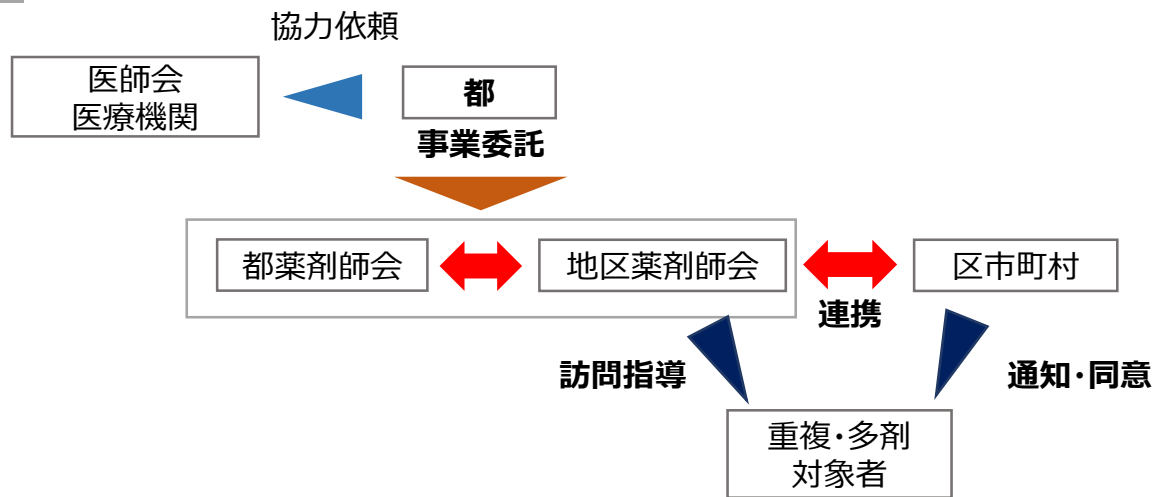 協力依頼
医師会
医療機関
都
事業委託
都薬剤師会
地区薬剤師会
区市町村
連携
訪問指導
通知・同意
重複・多剤
対象者